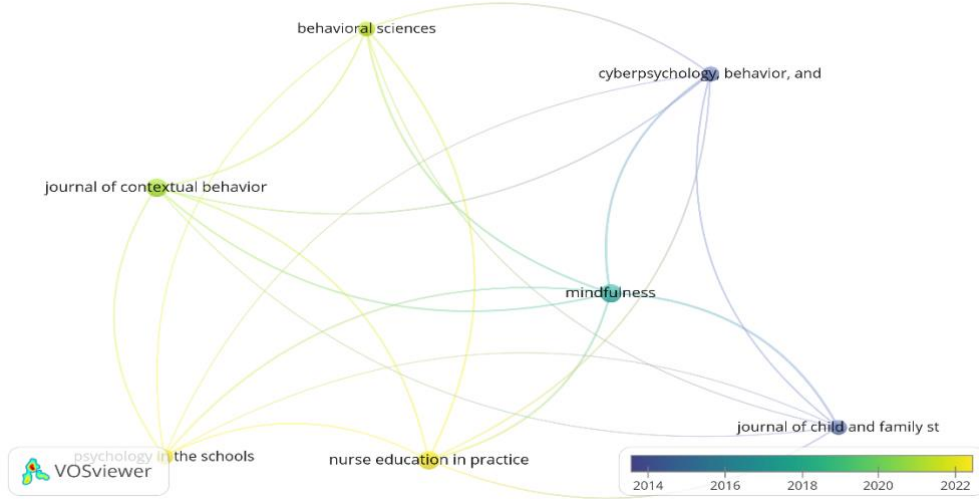 behavioral sciences
cyberpsychology, behavior, and
journal of contextual behavior
mindfulness
journal of child and family st
psychology in the schools
nurse education in practice
VOSviewer
2014 2016 2018 2020 2022